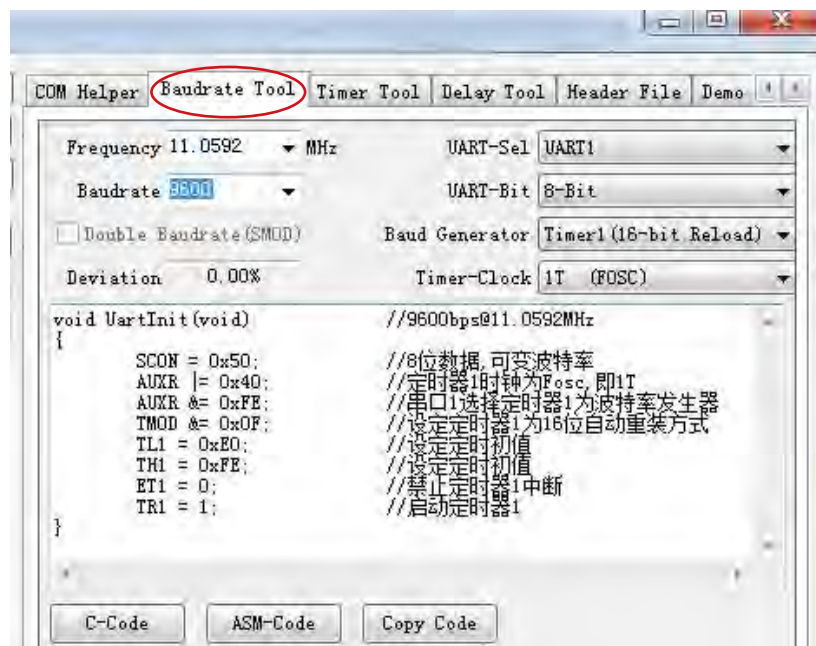 COM Helper Baudrate Tool Timer Tool Delay Tool Header File Demo
Frequency 11.0592 MHz UART-Sel UART1
Baudrate 9600 UART-Bit 8-Bit
Double Baudrate(SMOD) Baud Generator Timer1(16-bit Reload)
Deviation 0.00% Timer-Clock 1T (FOSC)
void UartInit(void) //9600bps@11.0592MHz
{
SCON = 0x50; //8位数据,可变波特率
AUXR |= 0x40; //定时器1时钟为Fosc,即1T
AUXR &= 0xFE; //串口1选择定时器1为波特率发生器
TMOD &= 0x0F; //设定定时器1为16位自动重装方式
TL1 = 0xE0; //设定定时初值
TH1 = 0xFE; //设定定时初值
ET1 = 0; //禁止定时器1中断
TR1 = 1; //启动定时器1
}
C-Code ASM-Code Copy Code